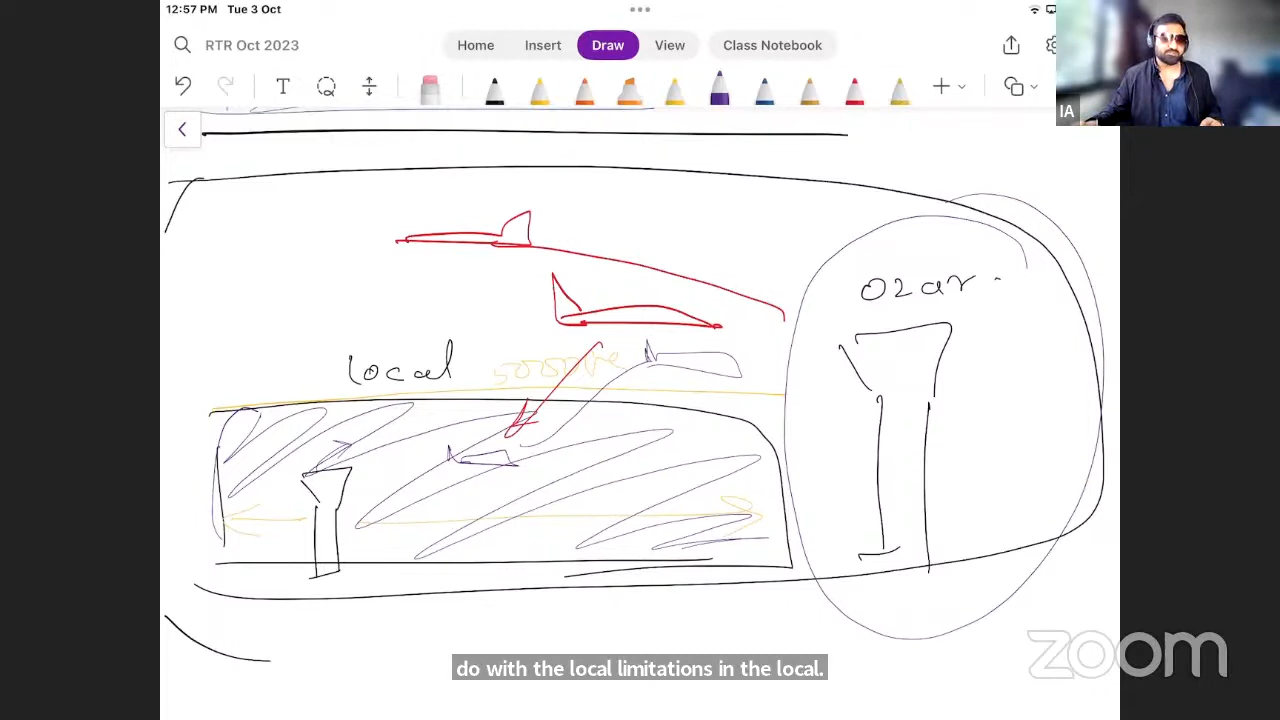 12:57 PM Tue 3 Oct
RTR Oct 2023
Home Insert Draw View Class Notebook
IA
ozar
local
do with the local limitations in the local.
zoom